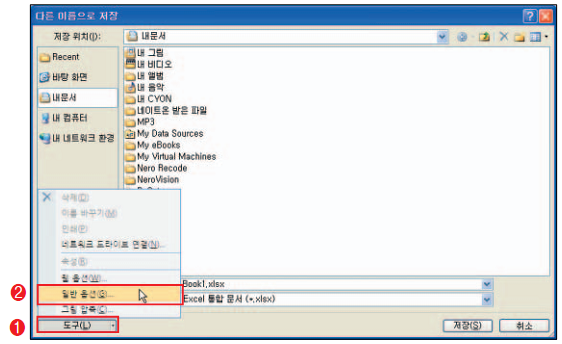 다른 이름으로 저장
저장 위치(I):
내문서
Recent
바탕 화면
내문서
내 컴퓨터
내 네트워크 환경
내 그림
내 비디오
내 앨범
내 음악
내 CYON
네이트온 받은 파일
MP3
My Data Sources
My eBooks
My Virtual Machines
Nero Recode
NeroVision
삭제(D)
이름 바꾸기(M)
인쇄(P)
네트워크 드라이브 연결(N)...
속성(R)
웹 옵션(W)...
일반 옵션(G)...
그림 압축(C)...
Book1.xlsx
Excel 통합 문서 (*.xlsx)
2
1
도구(L)
저장(S)
취소